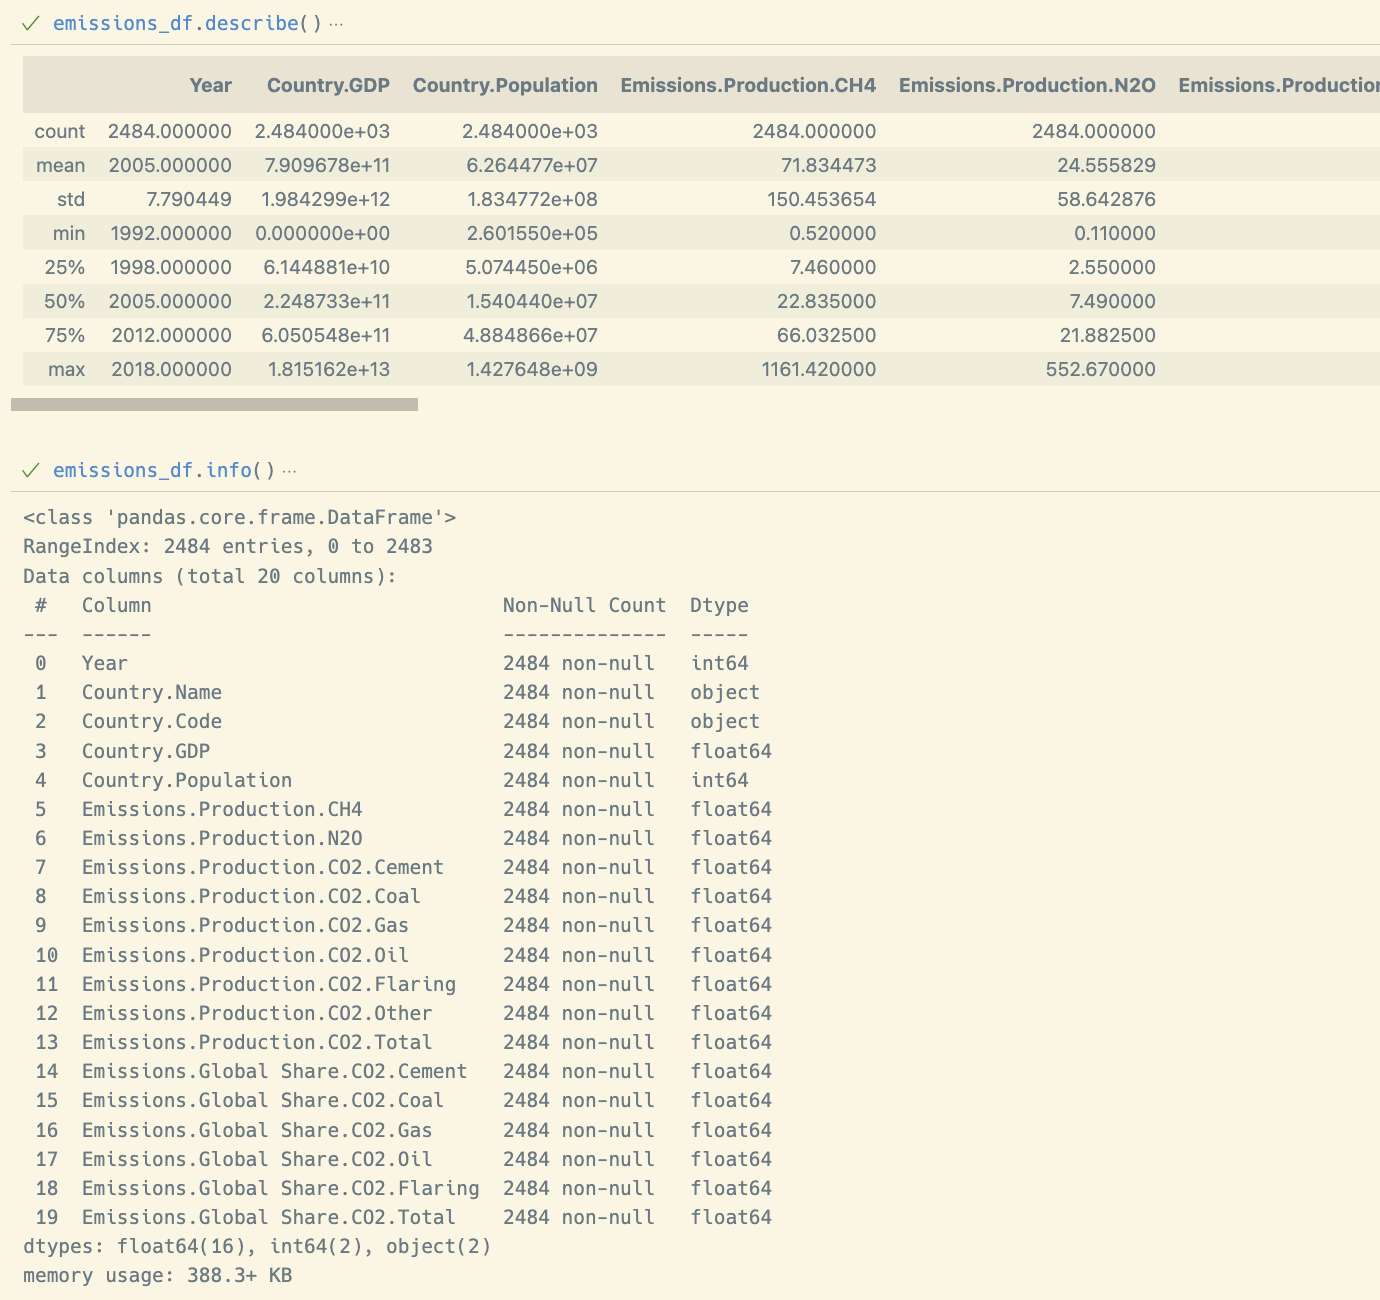 emissions_df.describe() ···
Year Country.GDP Country.Population Emissions.Production.CH4 Emissions.Production.N2O Emissions.Production
count 2484.000000 2.484000e+03 2.484000e+03 2484.000000 2484.000000
mean 2005.000000 7.909678e+11 6.264477e+07 71.834473 24.555829
std 7.790449 1.984299e+12 1.834772e+08 150.453654 58.642876
min 1992.000000 0.000000e+00 2.601550e+05 0.520000 0.110000
25% 1998.000000 6.144881e+10 5.074450e+06 7.460000 2.550000
50% 2005.000000 2.248733e+11 1.540440e+07 22.835000 7.490000
75% 2012.000000 6.050548e+11 4.884866e+07 66.032500 21.882500
max 2018.000000 1.815162e+13 1.427648e+09 1161.420000 552.670000
emissions_df.info() ···
<class 'pandas.core.frame.DataFrame'>
RangeIndex: 2484 entries, 0 to 2483
Data columns (total 20 columns):
# Column Non-Null Count Dtype
--- ------ -------------- -----
0 Year 2484 non-null int64
1 Country.Name 2484 non-null object
2 Country.Code 2484 non-null object
3 Country.GDP 2484 non-null float64
4 Country.Population 2484 non-null int64
5 Emissions.Production.CH4 2484 non-null float64
6 Emissions.Production.N2O 2484 non-null float64
7 Emissions.Production.CO2.Cement 2484 non-null float64
8 Emissions.Production.CO2.Coal 2484 non-null float64
9 Emissions.Production.CO2.Gas 2484 non-null float64
10 Emissions.Production.CO2.Oil 2484 non-null float64
11 Emissions.Production.CO2.Flaring 2484 non-null float64
12 Emissions.Production.CO2.Other 2484 non-null float64
13 Emissions.Production.CO2.Total 2484 non-null float64
14 Emissions.Global Share.CO2.Cement 2484 non-null float64
15 Emissions.Global Share.CO2.Coal 2484 non-null float64
16 Emissions.Global Share.CO2.Gas 2484 non-null float64
17 Emissions.Global Share.CO2.Oil 2484 non-null float64
18 Emissions.Global Share.CO2.Flaring 2484 non-null float64
19 Emissions.Global Share.CO2.Total 2484 non-null float64
dtypes: float64(16), int64(2), object(2)
memory usage: 388.3+ KB